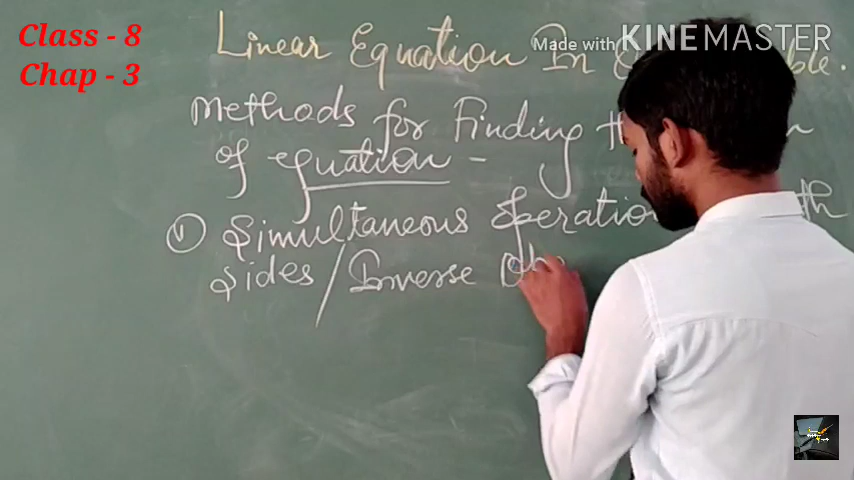 Class - 8
Chap - 3
Made with KINEMASTER
Linear Equation In
Methods for Finding
of equation -
Simultaneous Operation
Sides / Inverse